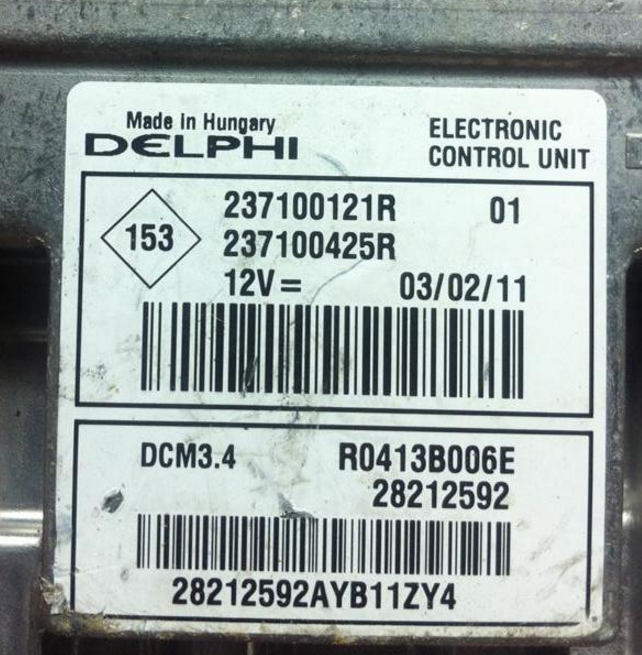 Made in Hungary
DELPHI
ELECTRONIC
CONTROL UNIT
153
237100121R 01
237100425R
12V= 03/02/11
DCM3.4 R0413B006E
28212592
28212592AYB11ZY4